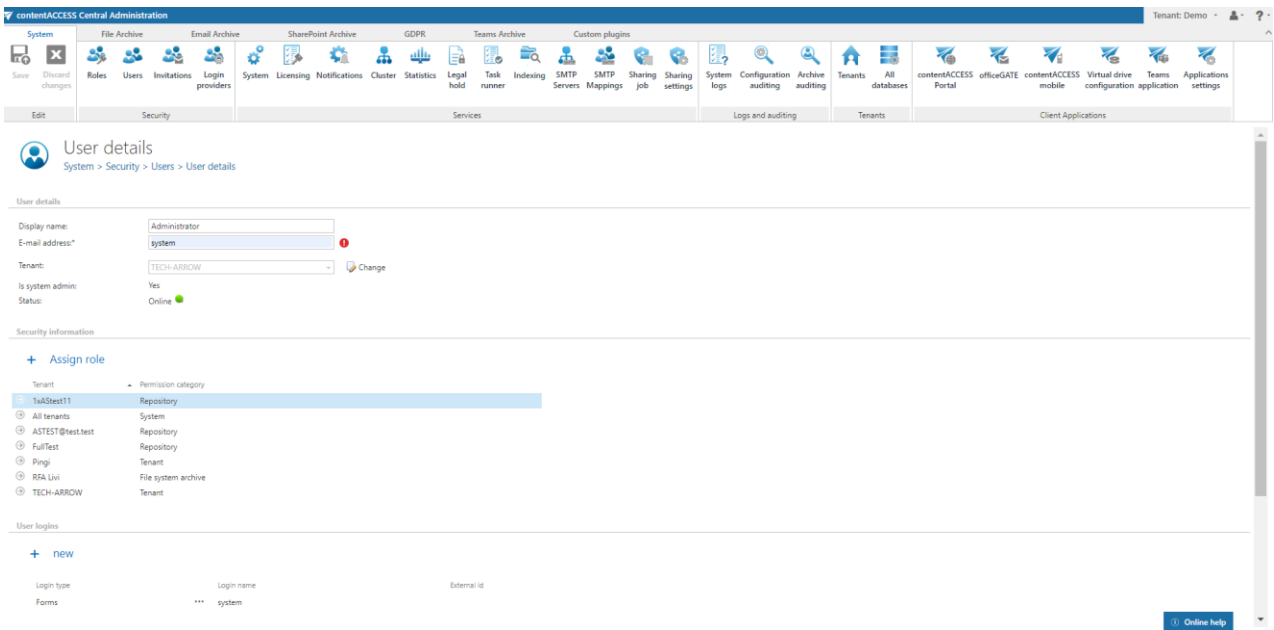 contentACCESS Central Administration
Tenant: Demo
?
System File Archive Email Archive SharePoint Archive GDPR Teams Archive Custom plugins
Save Discard changes Roles Users Invitations Login providers System Licensing Notifications Cluster Statistics Legal hold Task runner Indexing SMTP Servers SMTP Mappings Sharing job Sharing settings System logs Configuration auditing Archive auditing Tenants All databases contentACCESS Portal officeGATE contentACCESS mobile Virtual drive configuration Teams application Applications settings
Edit Security Services Logs and auditing Tenants Client Applications
User details
System > Security > Users > User details
User details
Display name: Administrator
E-mail address:* system
Tenant: TECH-ARROW Change
Is system admin: Yes
Status: Online
Security information
+ Assign role
Tenant Permission category
1xAStest11 Repository
All tenants System
ASTEST@test.test Repository
FullTest Repository
Pingi Tenant
RFA Livi File system archive
TECH-ARROW Tenant
User logins
+ new
Login type Login name External id
Forms ... system
Online help